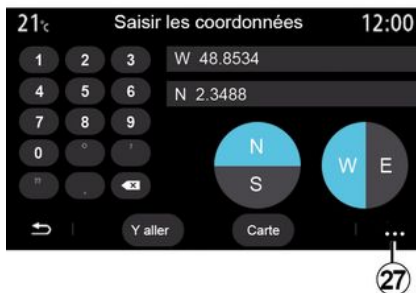 21°c Saisir les coordonnées 12:00
1 2 3 W 48.8534
4 5 6 N 2.3488
7 8 9
0 ° '
" .
N
S
W E
Y aller Carte ...
27